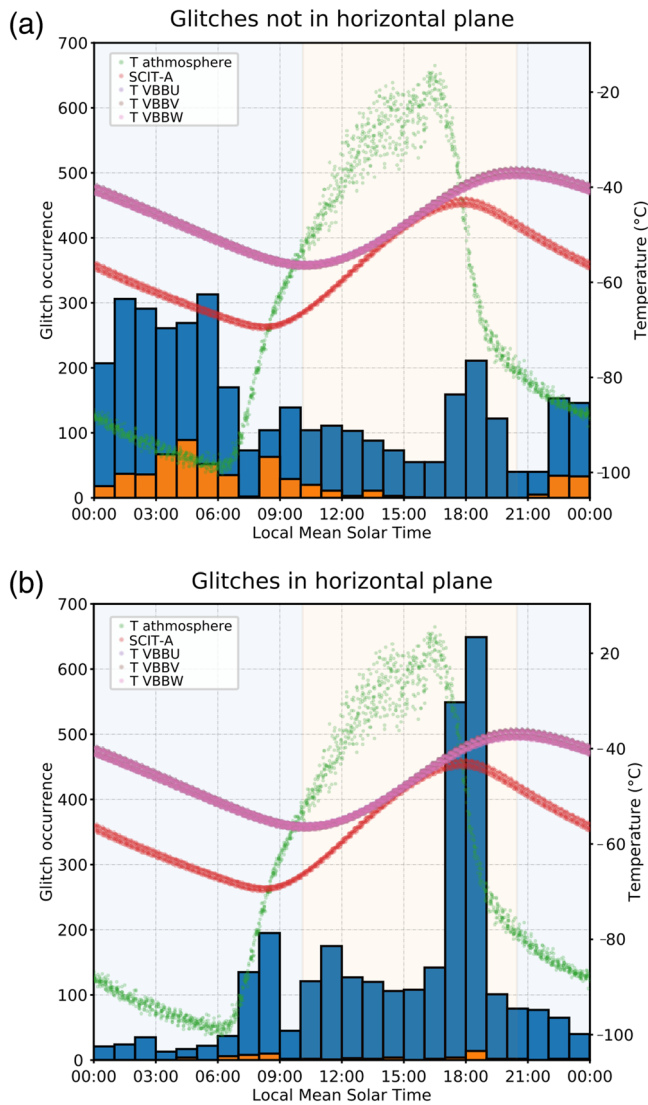 (a) Glitches not in horizontal plane
700
600
500
400
300
200
100
0
Glitch occurrence
T athmosphere
SCIT-A
T VBBU
T VBBV
T VBBW
-20
-40
-60
-80
-100
Temperature (°C)
00:00 03:00 06:00 09:00 12:00 15:00 18:00 21:00 00:00
Local Mean Solar Time
(b) Glitches in horizontal plane
700
600
500
400
300
200
100
0
Glitch occurrence
T athmosphere
SCIT-A
T VBBU
T VBBV
T VBBW
20
-40
-60
-80
-100
Temperature (°C)
00:00 03:00 06:00 09:00 12:00 15:00 18:00 21:00 00:00
Local Mean Solar Time